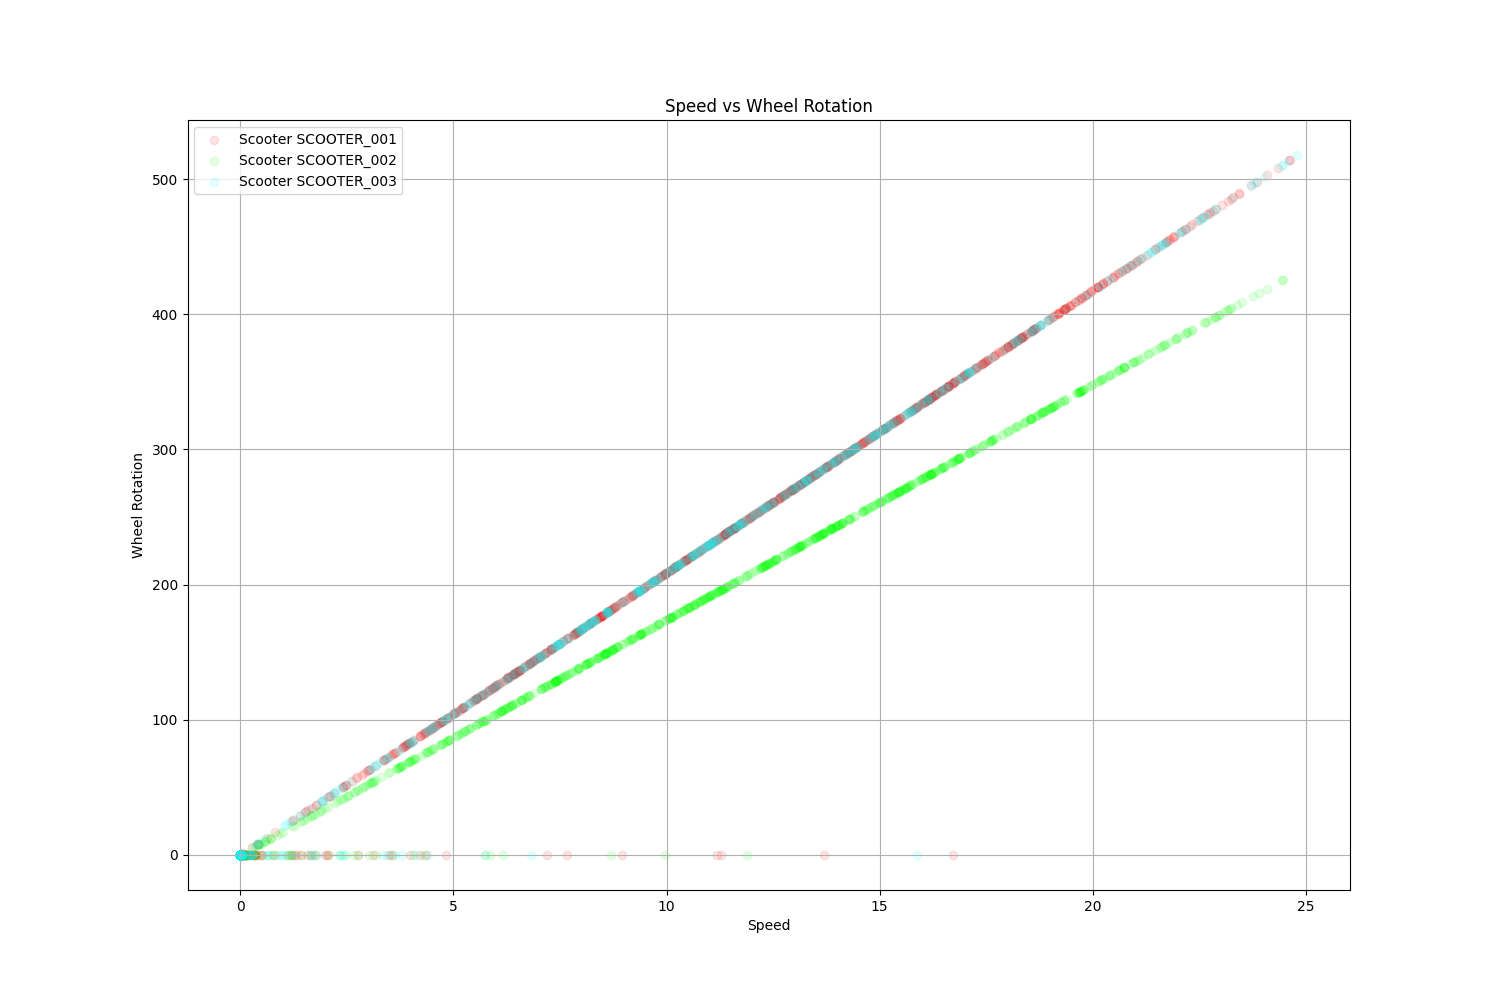 Speed vs Wheel Rotation
Scooter SCOOTER_001
Scooter SCOOTER_002
Scooter SCOOTER_003
500
400
300
200
100
0
Wheel Rotation
0 5 10 15 20 25
Speed